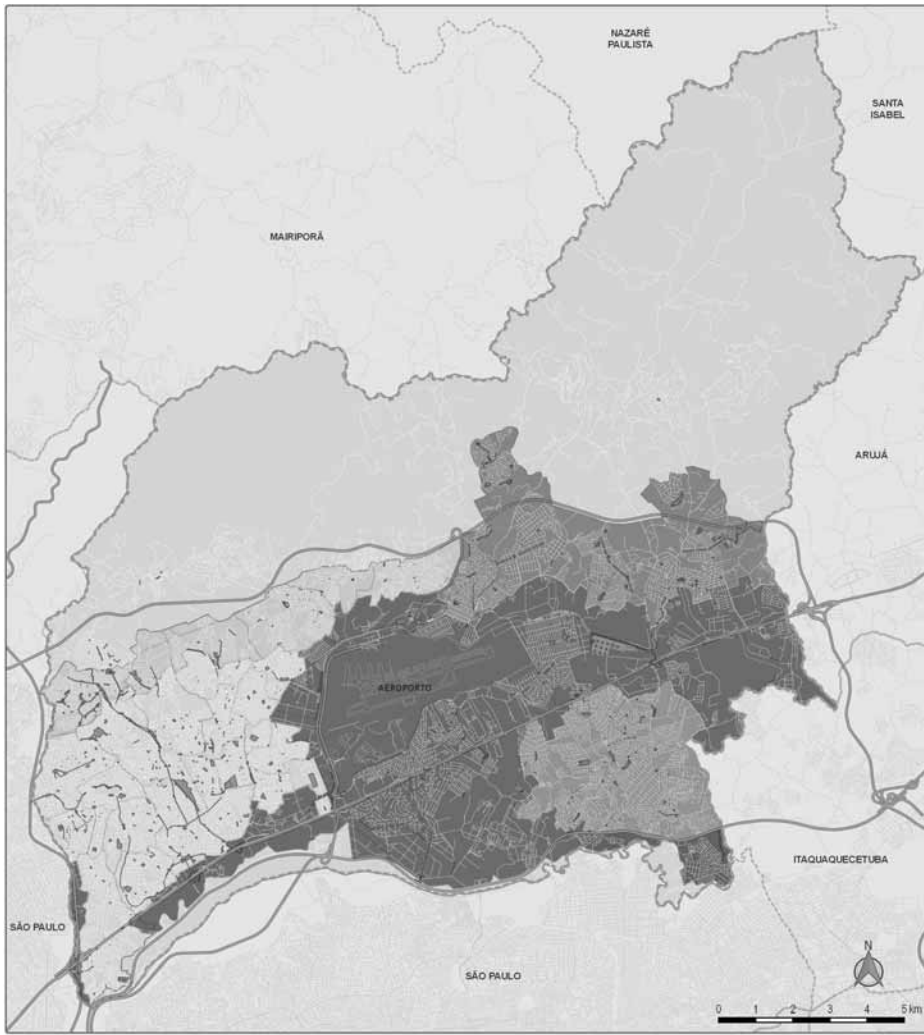 NAZARÉ
PAULISTA
SANTA
ISABEL
MAIRIPORÃ
ARUJÁ
AEROPORTO
ITAQUAQUECETUBA
SÃO PAULO
SÃO PAULO
N
0 1 2 3 4 5 km